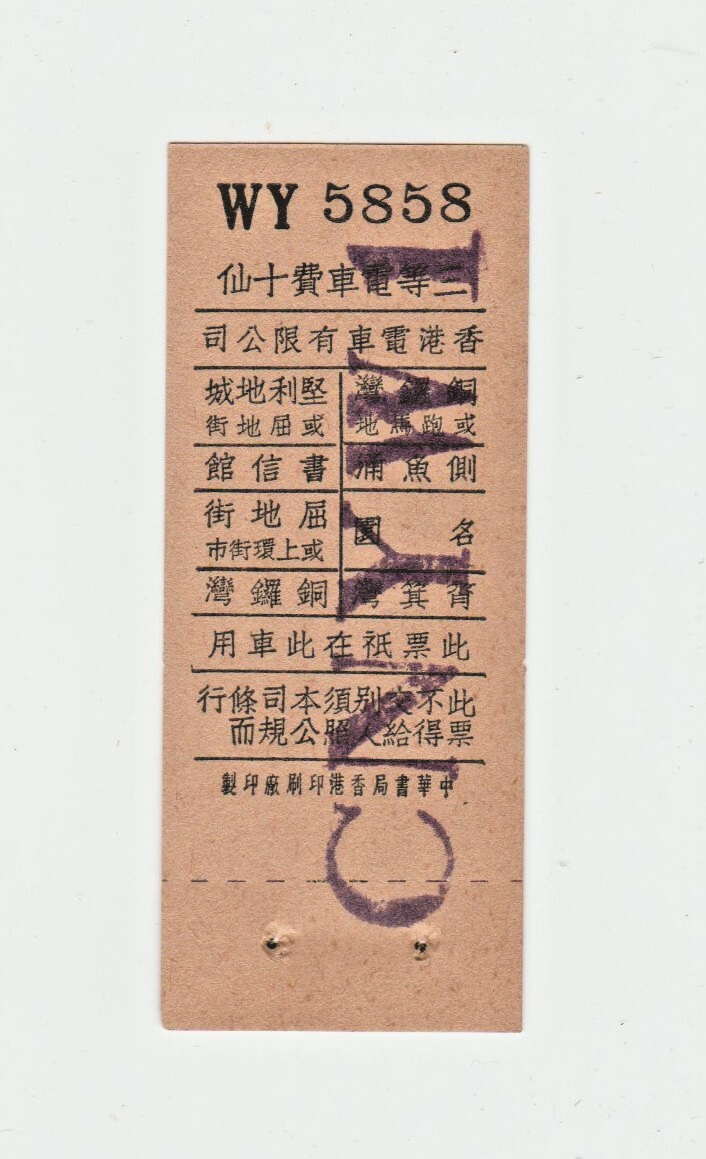 WY 5858
三等電車費十仙
香港電車有限公司
銅鑼灣
或跑馬地
堅利地城
或屈地街
側魚涌
書信館
名園
屈地街
或上環街市
筲箕灣
銅鑼灣
此票祇在此車用
此票不得交給别人須照本公司規條而行
中華書局香港印刷廠印製
CNYW1